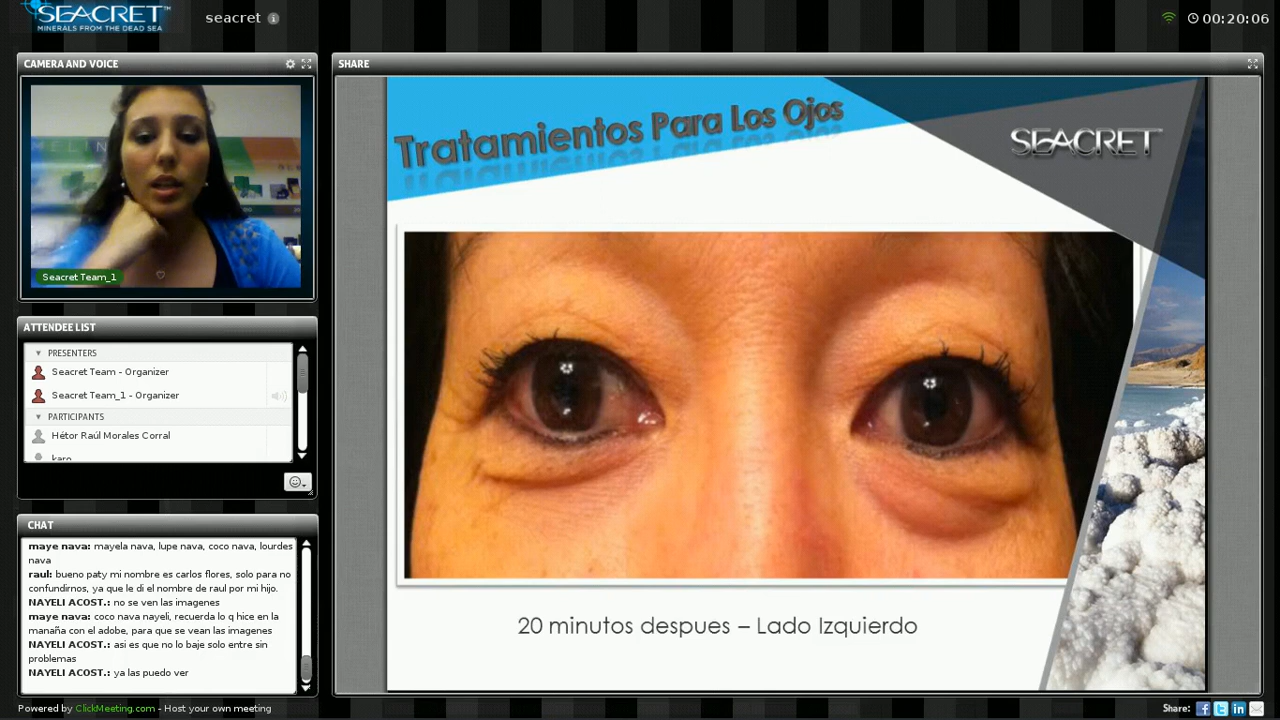 SEACRET™
MINERALS FROM THE DEAD SEA
seacret
00:20:06
CAMERA AND VOICE
Seacret Team_1
ATTENDEE LIST
PRESENTERS
Seacret Team - Organizer
Seacret Team_1 - Organizer
PARTICIPANTS
Hétor Raúl Morales Corral
karo
CHAT
maye nava: mayela nava, lupe nava, coco nava, lourdes
nava
raul: bueno paty mi nombre es carlos flores, solo para no
confundirnos, ya que le di el nombre de raul por mi hijo.
NAYELI ACOST.: no se ven las imagenes
maye nava: coco nava nayeli, recuerda lo q hice en la
manaña con el adobe, para que se vean las imagenes
NAYELI ACOST.: asi es que no lo baje solo entre sin
problemas
NAYELI ACOST.: ya las puedo ver
SHARE
Tratamientos Para Los Ojos
SEACRET
20 minutos despues – Lado Izquierdo
Powered by ClickMeeting.com - Host your own meeting
Share: